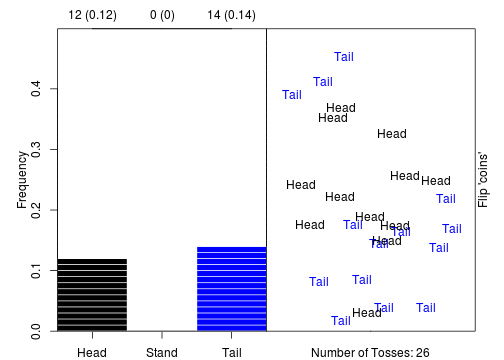 12 (0.12) 0 (0) 14 (0.14)
Frequency
0.0 0.1 0.2 0.3 0.4
Head Stand Tail
Tail
Tail
Tail
Head
Head
Head
Head
Head
Head
Head
Tail
Head
Head
Tail
Head
Tail
Tail
Head
Tail
Tail
Tail
Tail
Tail
Tail
Head
Tail
Flip 'coins'
Number of Tosses: 26